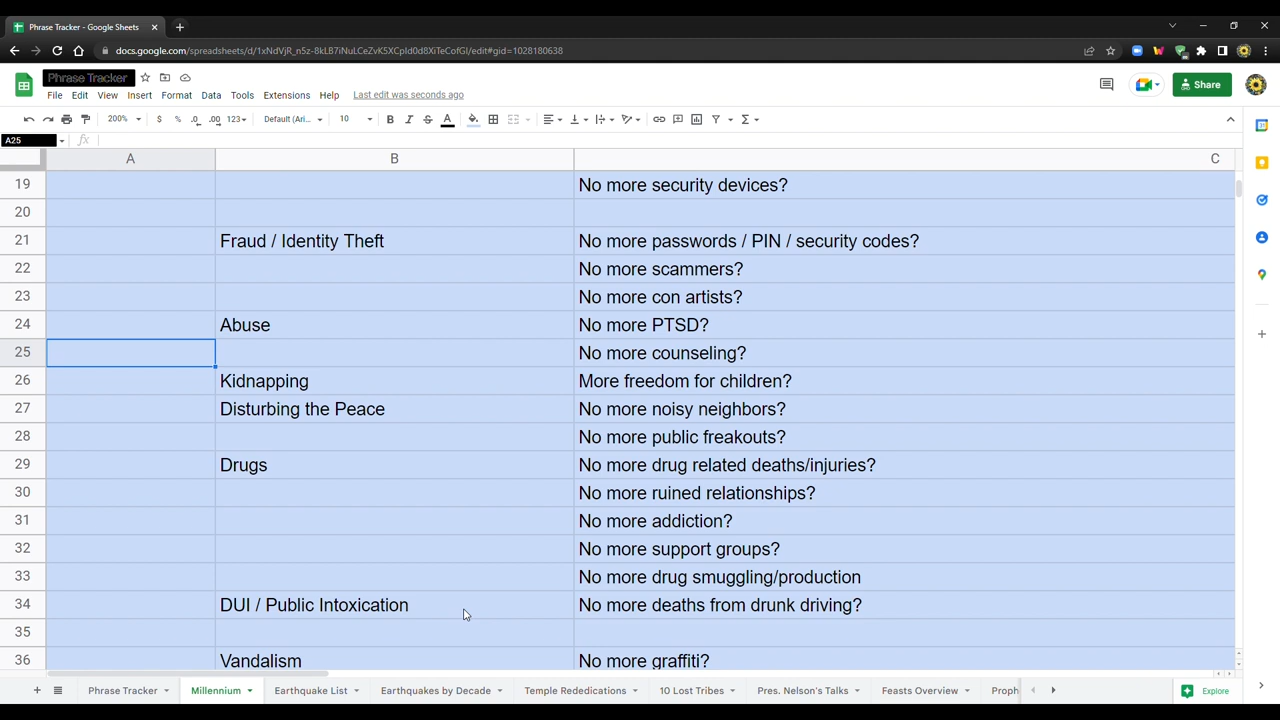 Phrase Tracker - Google Sheets
docs.google.com/spreadsheets/d/1xNdVjR_n5z-8kLB7iNuLCeZvK5XCpId0d8XiTeCofGI/edit#gid=1028180638
Phrase Tracker
File Edit View Insert Format Data Tools Extensions Help Last edit was seconds ago
Share
200% $ % .0 .00 123 Default (Ari... 10 B I S A
A25 fx
A B C
19 No more security devices?
20
21 Fraud / Identity Theft No more passwords / PIN / security codes?
22 No more scammers?
23 No more con artists?
24 Abuse No more PTSD?
25 No more counseling?
26 Kidnapping More freedom for children?
27 Disturbing the Peace No more noisy neighbors?
28 No more public freakouts?
29 Drugs No more drug related deaths/injuries?
30 No more ruined relationships?
31 No more addiction?
32 No more support groups?
33 No more drug smuggling/production
34 DUI / Public Intoxication No more deaths from drunk driving?
35
36 Vandalism No more graffiti?
Phrase Tracker Millennium Earthquake List Earthquakes by Decade Temple Rededications 10 Lost Tribes Pres. Nelson's Talks Feasts Overview Proph Explore